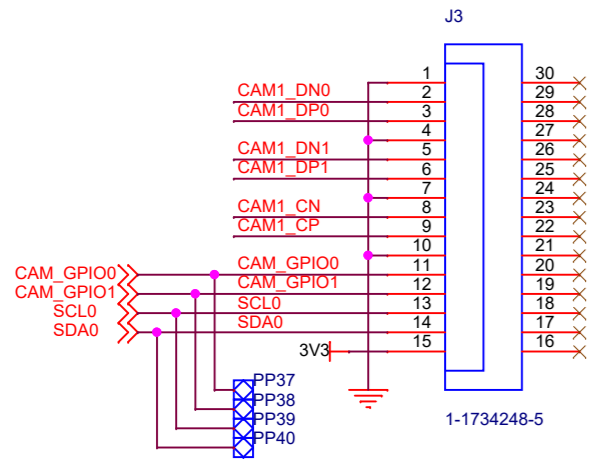 J3
1 30
CAM1_DN0 2 29
CAM1_DP0 3 28
4 27
CAM1_DN1 5 26
CAM1_DP1 6 25
7 24
CAM1_CN 8 23
CAM1_CP 9 22
10 21
CAM_GPIO0 CAM_GPIO0 11 20
CAM_GPIO1 CAM_GPIO1 12 19
SCL0 SCL0 13 18
SDA0 SDA0 14 17
3V3 15 16
PP37
PP38
PP39
PP40
1-1734248-5